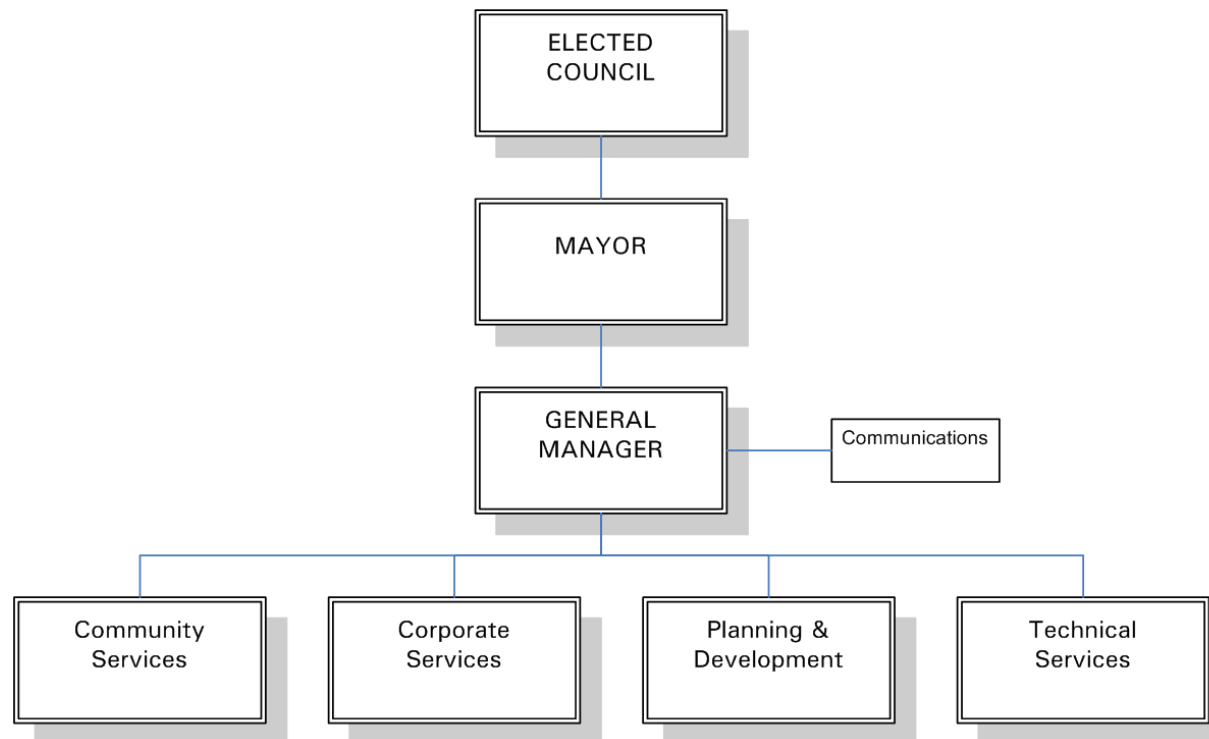 ELECTED
COUNCIL
MAYOR
GENERAL
MANAGER
Communications
Community
Services
Corporate
Services
Planning &
Development
Technical
Services